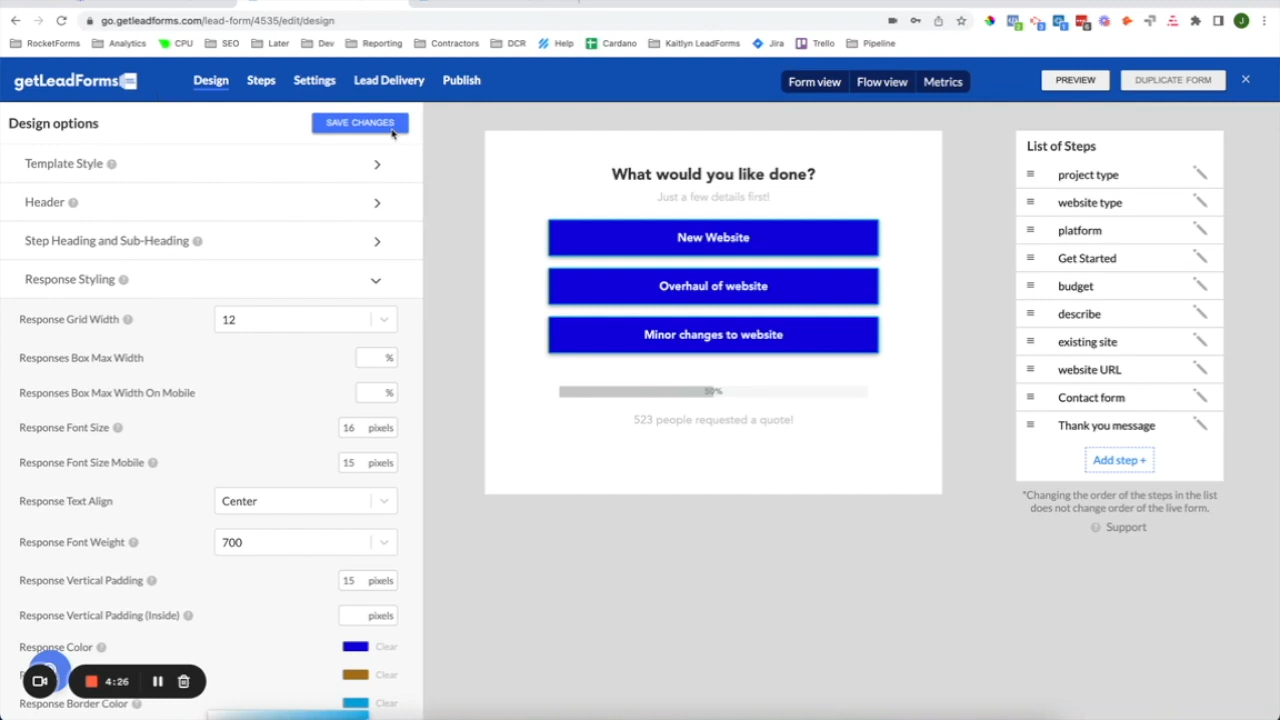 go.getleadforms.com/lead-form/4535/edit/design
RocketForms Analytics CPU SEO Later Dev Reporting Contractors DCR Help Cardano Kaitlyn LeadForms Jira Trello Pipeline
getLeadForms Design Steps Settings Lead Delivery Publish Form view Flow view Metrics PREVIEW DUPLICATE FORM
Design options SAVE CHANGES
Template Style
Header
Step Heading and Sub-Heading
Response Styling
Response Grid Width 12
Responses Box Max Width %
Responses Box Max Width On Mobile %
Response Font Size 16 pixels
Response Font Size Mobile 15 pixels
Response Text Align Center
Response Font Weight 700
Response Vertical Padding 15 pixels
Response Vertical Padding (Inside) pixels
Response Color Clear
Clear
Response Border Color Clear
4:26
What would you like done?
Just a few details first!
New Website
Overhaul of website
Minor changes to website
50%
523 people requested a quote!
List of Steps
project type
website type
platform
Get Started
budget
describe
existing site
website URL
Contact form
Thank you message
Add step +
*Changing the order of the steps in the list
does not change order of the live form.
Support